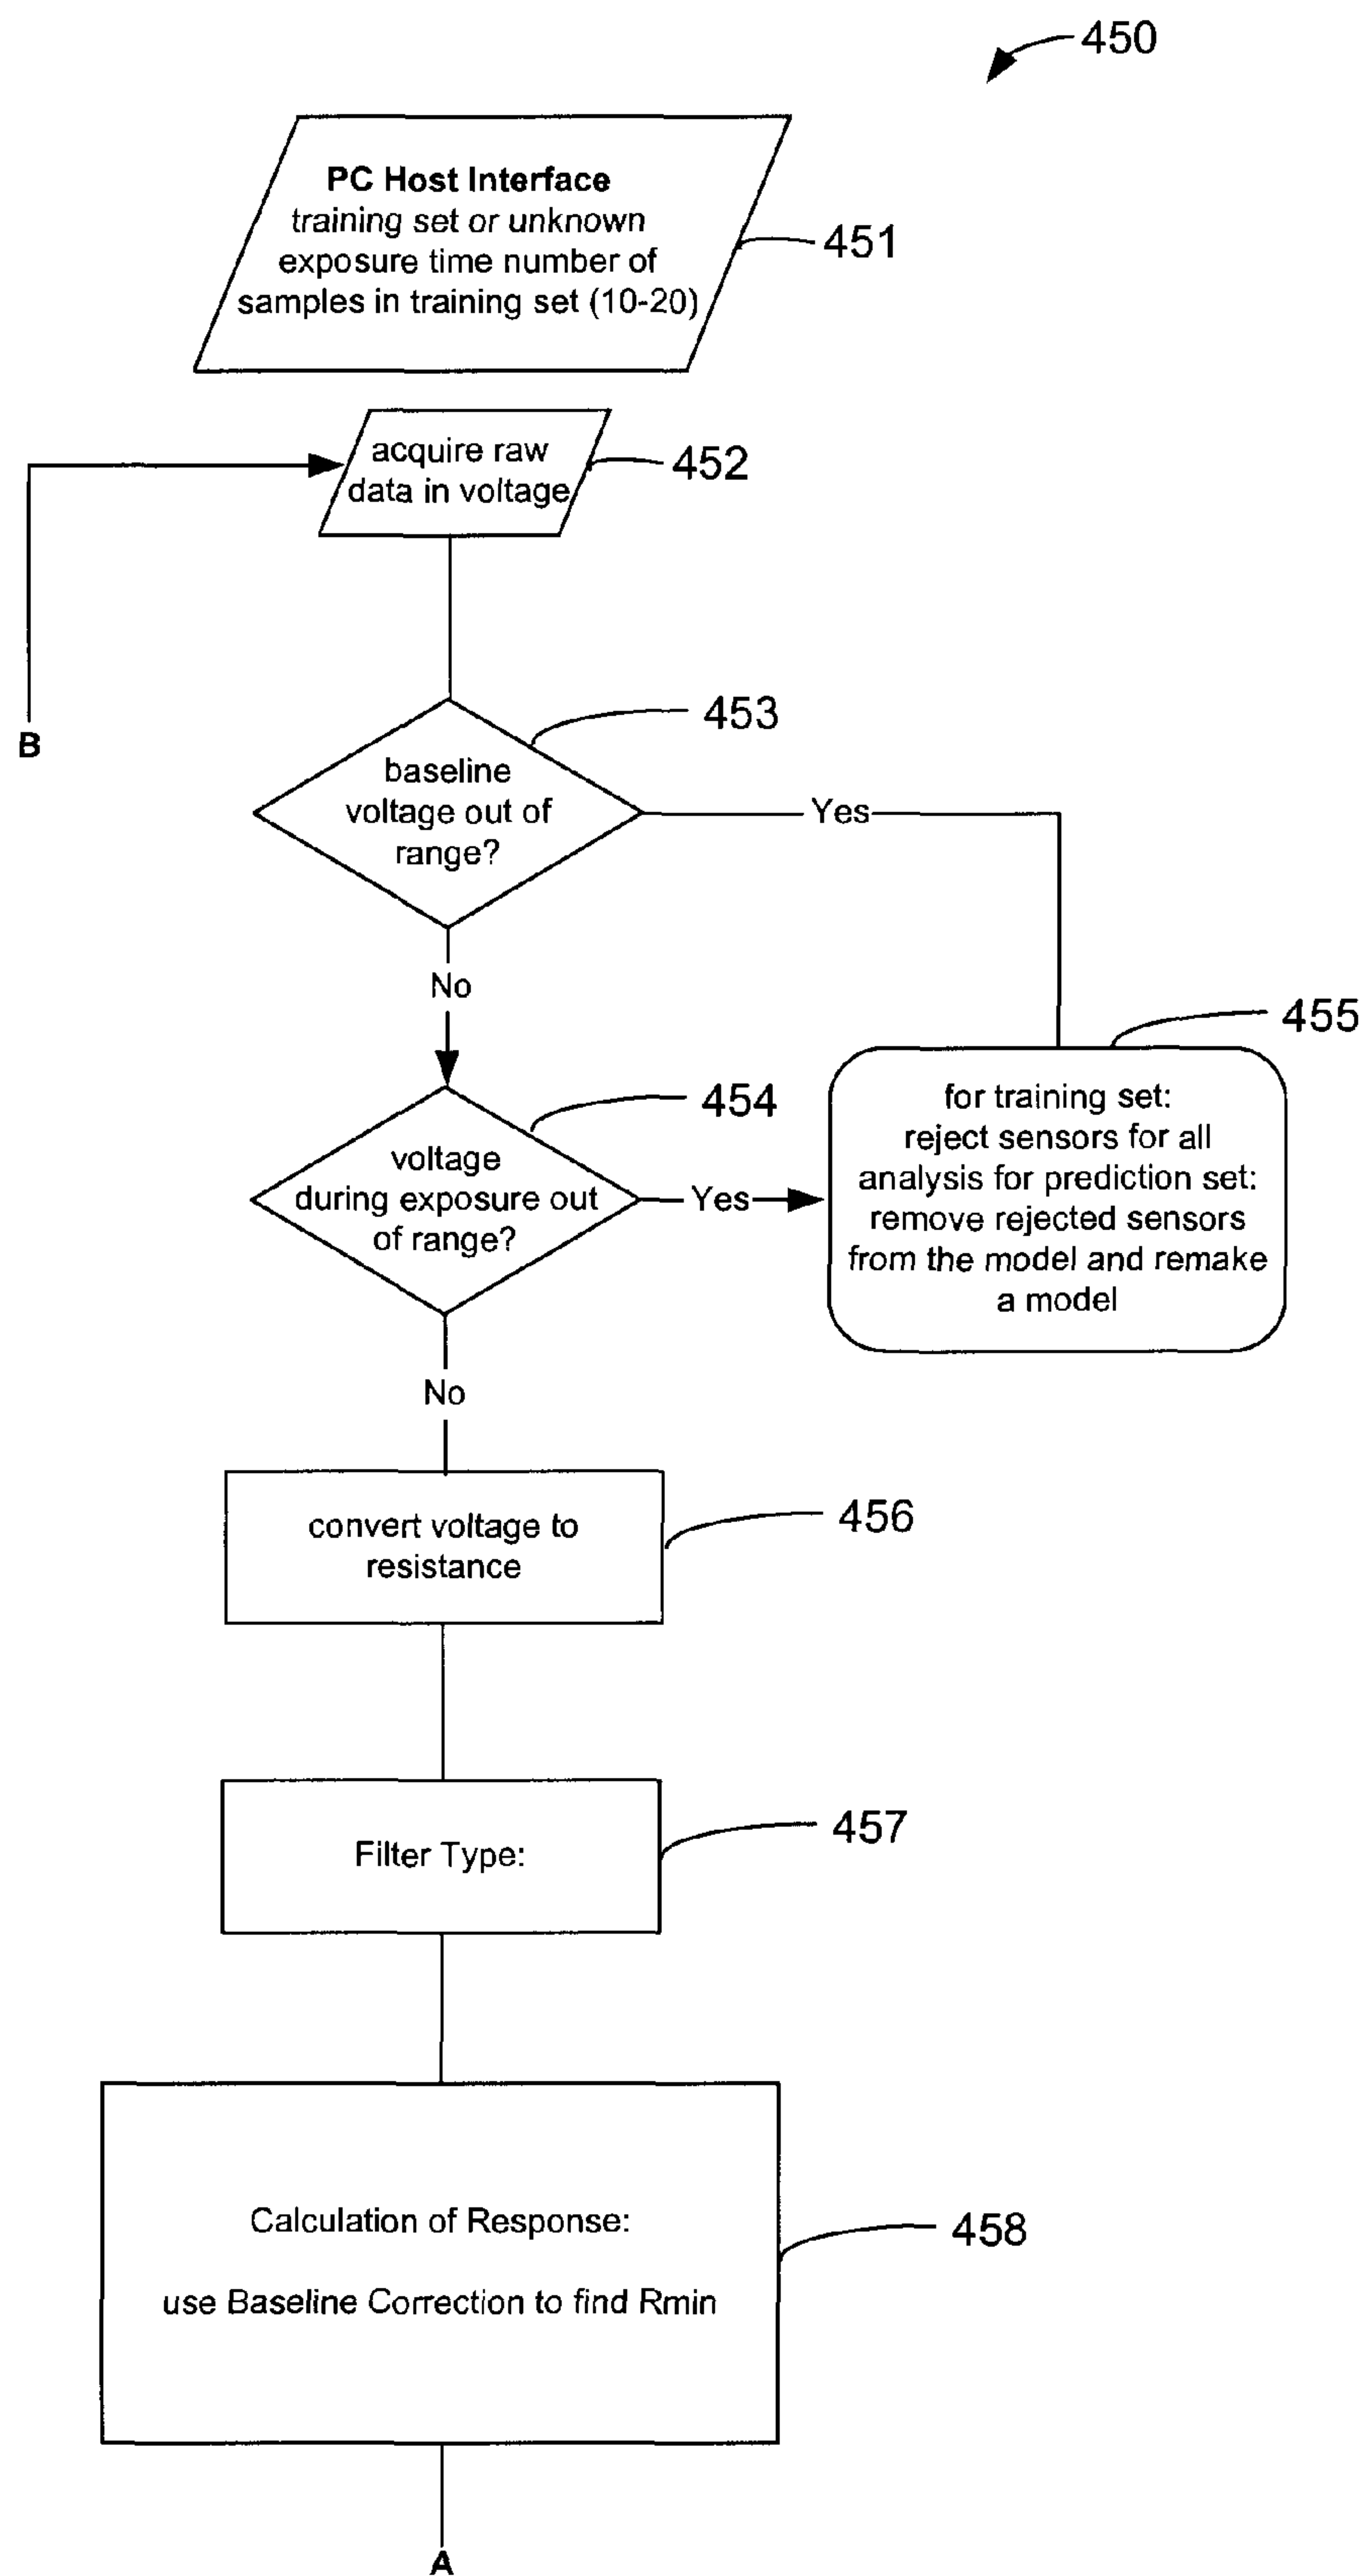 450
PC Host Interface
training set or unknown
exposure time number of
samples in training set (10-20)
451
acquire raw
data in voltage
452
B
453
baseline
voltage out of
range?
Yes
No
455
454
for training set:
reject sensors for all
analysis for prediction set:
remove rejected sensors
from the model and remake
a model
voltage
during exposure out
of range?
Yes
No
convert voltage to
resistance
456
Filter Type:
457
Calculation of Response:
use Baseline Correction to find Rmin
458
A